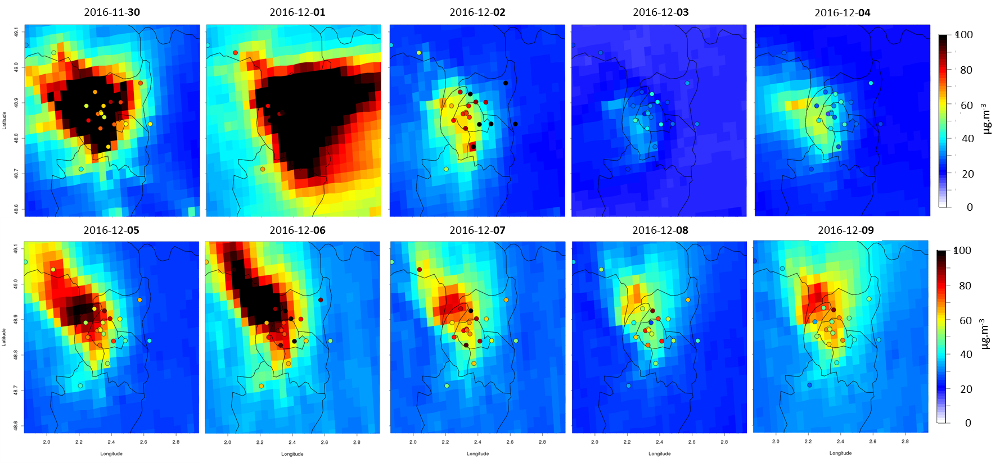 2016-11-30
2016-12-01
2016-12-02
2016-12-03
2016-12-04
49.1
49.0
48.9
48.8
48.7
48.6
Latitude
100
80
60
40
20
0
µg.m-3
2016-12-05
2016-12-06
2016-12-07
2016-12-08
2016-12-09
49.1
49.0
48.9
48.8
48.7
48.6
Latitude
100
80
60
40
20
0
µg.m-3
2.0 2.2 2.4 2.6 2.8
2.0 2.2 2.4 2.6 2.8
2.0 2.2 2.4 2.6 2.8
2.0 2.2 2.4 2.6 2.8
2.0 2.2 2.4 2.6 2.8
Longitude
Longitude
Longitude
Longitude
Longitude